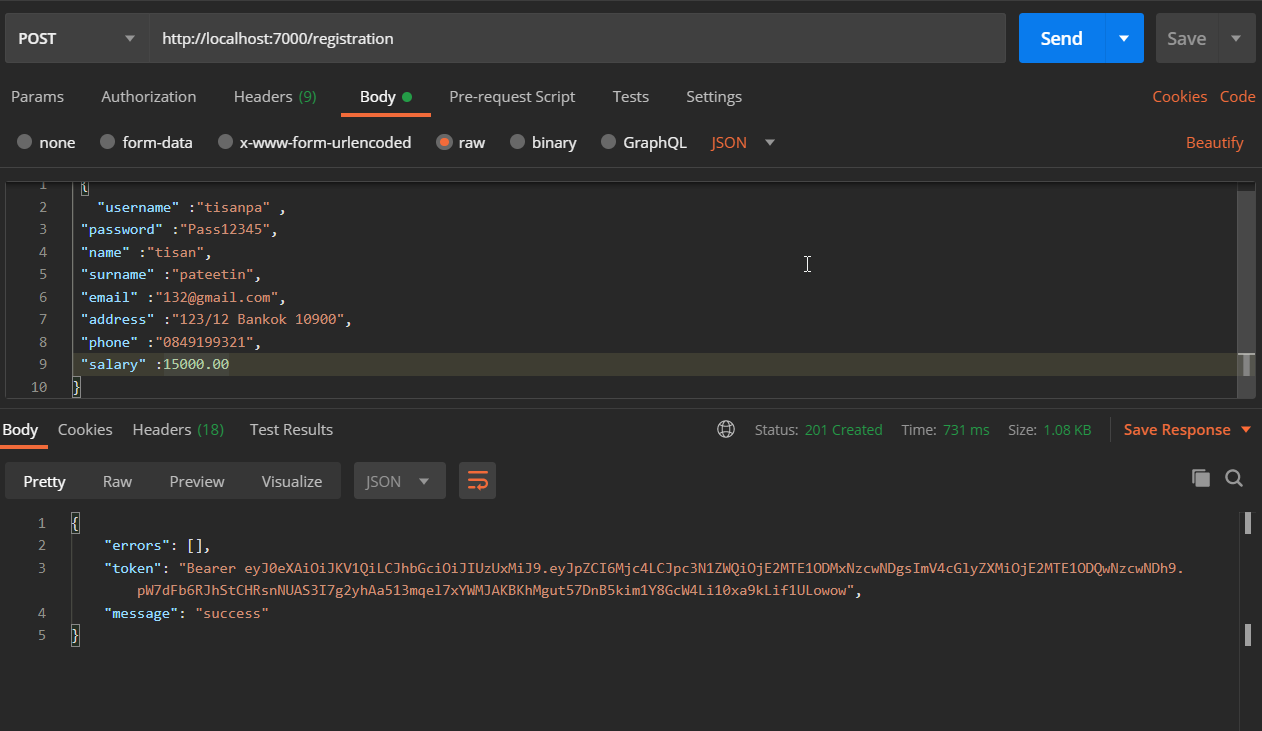 POST http://localhost:7000/registration Send Save
Params Authorization Headers (9) Body Pre-request Script Tests Settings Cookies Code
none form-data x-www-form-urlencoded raw binary GraphQL JSON Beautify
1 {
2 "username" :"tisanpa" ,
3 "password" :"Pass12345",
4 "name" :"tisan",
5 "surname" :"pateetin",
6 "email" :"132@gmail.com",
7 "address" :"123/12 Bankok 10900",
8 "phone" :"0849199321",
9 "salary" :15000.00
10 }
Body Cookies Headers (18) Test Results Status: 201 Created Time: 731 ms Size: 1.08 KB Save Response
Pretty Raw Preview Visualize JSON
1 {
2 "errors": [],
3 "token": "Bearer eyJ0eXAiOiJKV1QiLCJhbGciOiJIUzUxMiJ9.eyJpZCI6Mjc4LCJpc3N1ZWQiOjE2MTE1ODMxNzcwNDgsImV4cGlyZXMiOjE2MTE1ODQwNzcwNDh9.
pW7dFb6RJhStCHRsnNUAS3I7g2yhAa513mqel7xYWMJAKBKhMgut57DnB5kim1Y8GcW4Li10xa9kLif1ULowow",
4 "message": "success"
5 }